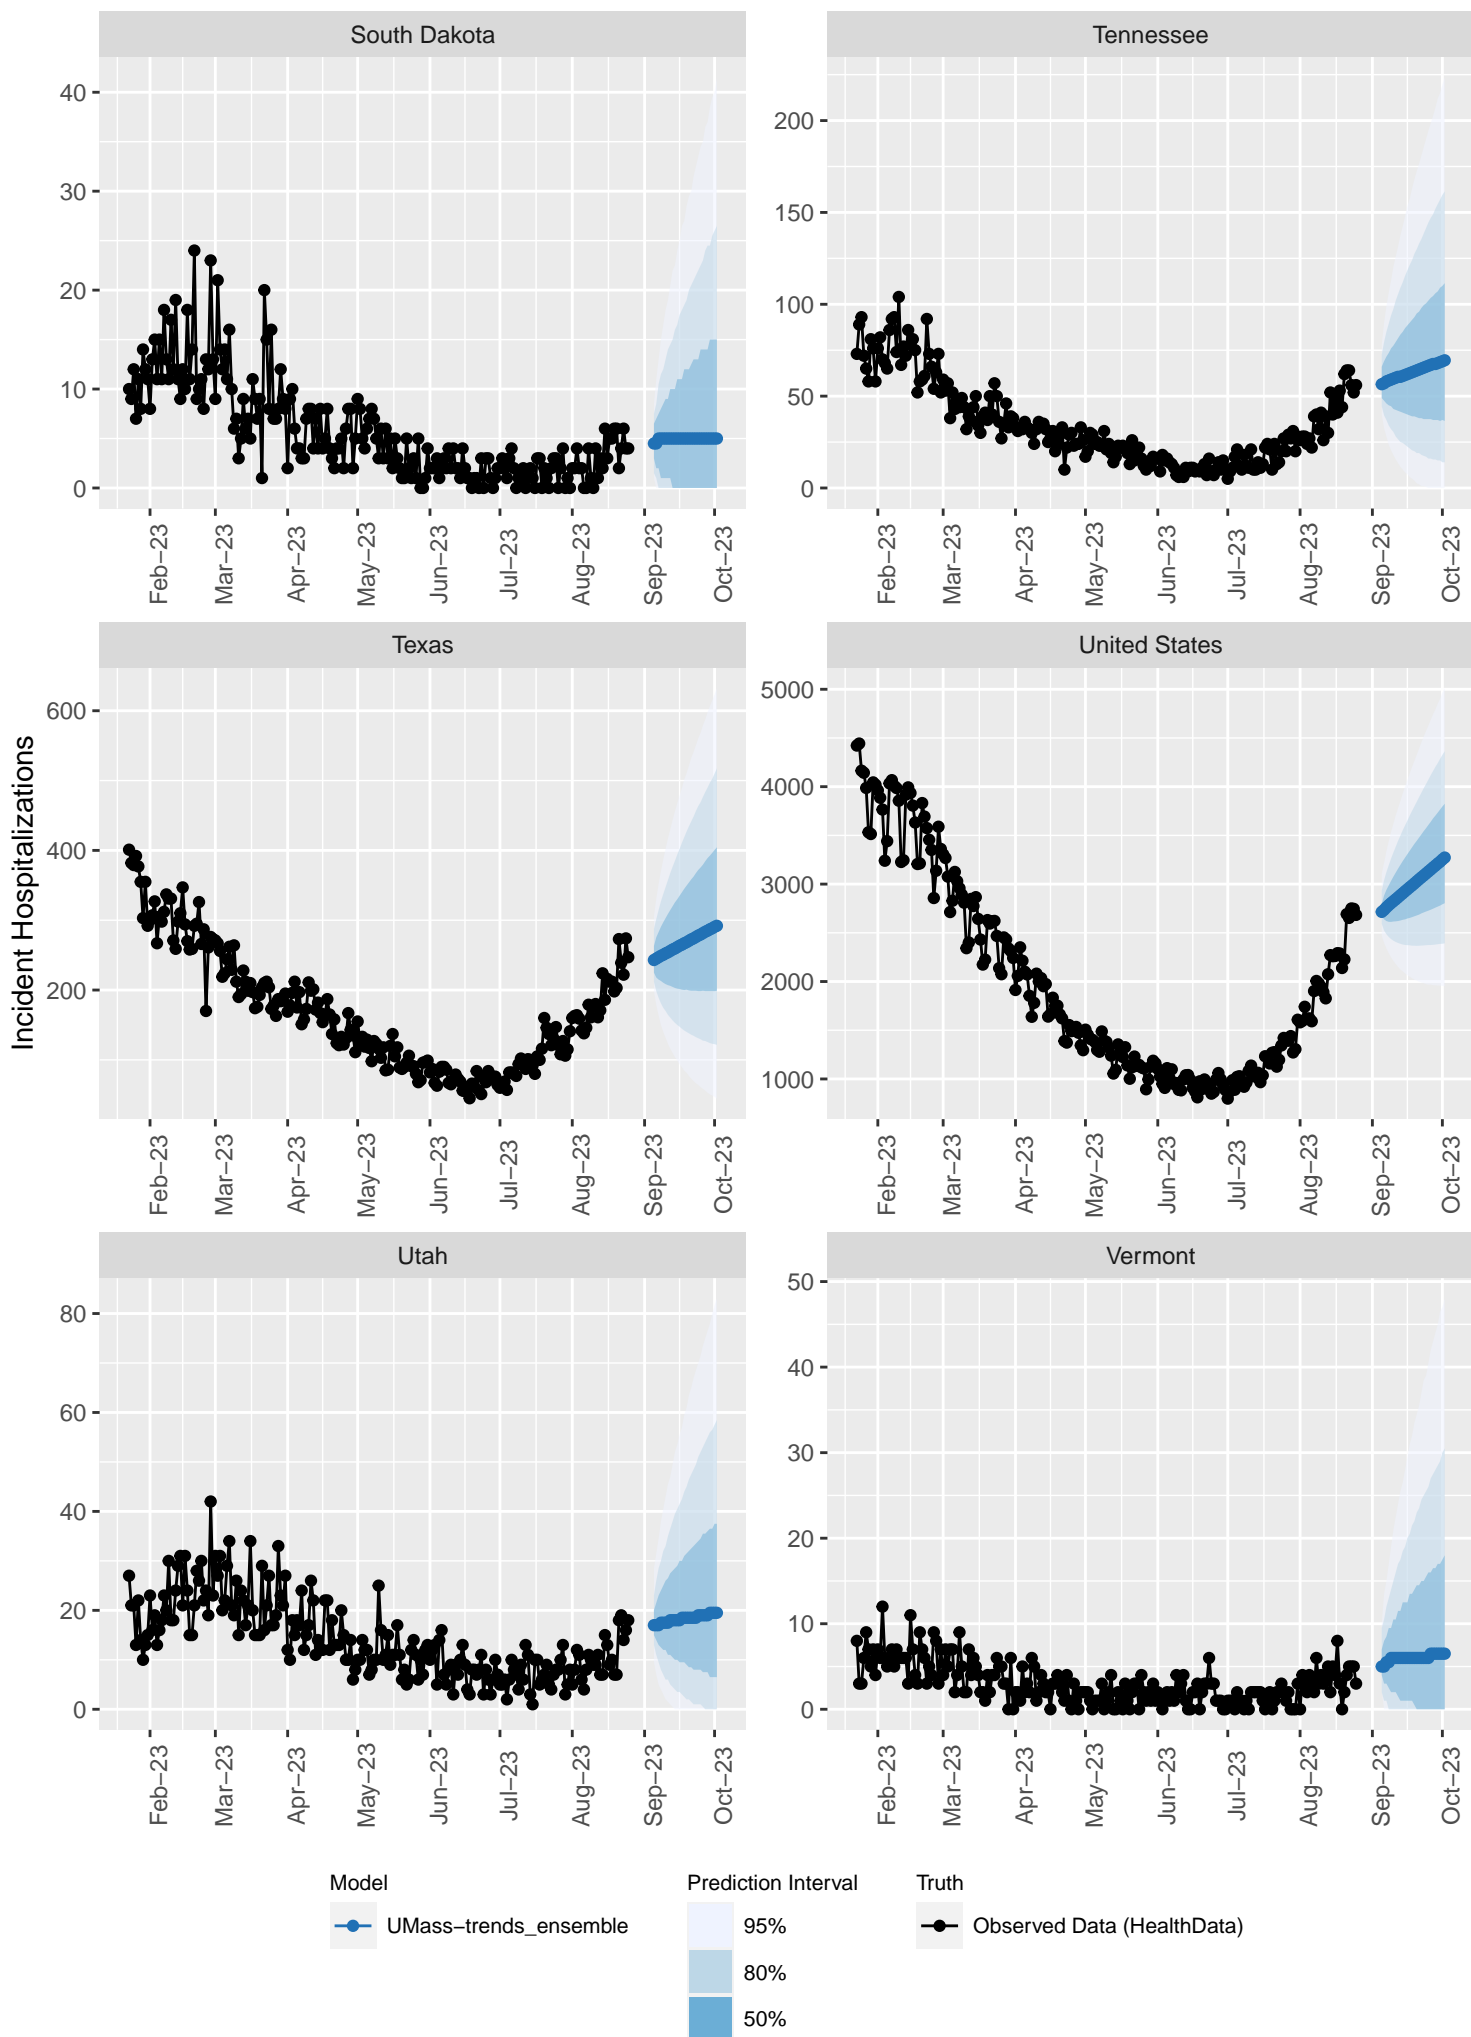 South Dakota
Tennessee
40
30
20
10
0
200
150
100
50
0
Feb−23
Mar−23
Apr−23
May−23
Jun−23
Jul−23
Aug−23
Sep−23
Oct−23
Feb−23
Mar−23
Apr−23
May−23
Jun−23
Jul−23
Aug−23
Sep−23
Oct−23
Incident Hospitalizations
Texas
United States
600
400
200
5000
4000
3000
2000
1000
Feb−23
Mar−23
Apr−23
May−23
Jun−23
Jul−23
Aug−23
Sep−23
Oct−23
Feb−23
Mar−23
Apr−23
May−23
Jun−23
Jul−23
Aug−23
Sep−23
Oct−23
Utah
Vermont
80
60
40
20
0
50
40
30
20
10
0
Feb−23
Mar−23
Apr−23
May−23
Jun−23
Jul−23
Aug−23
Sep−23
Oct−23
Feb−23
Mar−23
Apr−23
May−23
Jun−23
Jul−23
Aug−23
Sep−23
Oct−23
Model
UMass−trends_ensemble
Prediction Interval
95%
80%
50%
Truth
Observed Data (HealthData)